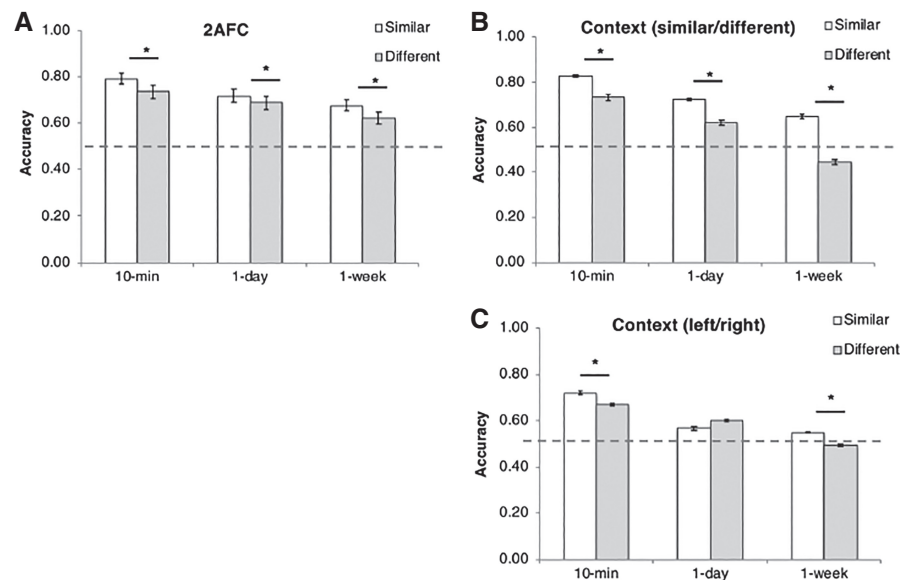 A
2AFC
Similar
Different
Accuracy
1.00
0.80
0.60
0.40
0.20
0.00
*
*
*
10-min
1-day
1-week
B
Context (similar/different)
Similar
Different
Accuracy
1.00
0.80
0.60
0.40
0.20
0.00
*
*
*
10-min
1-day
1-week
C
Context (left/right)
Similar
Different
Accuracy
1.00
0.80
0.60
0.40
0.20
0.00
*
*
10-min
1-day
1-week